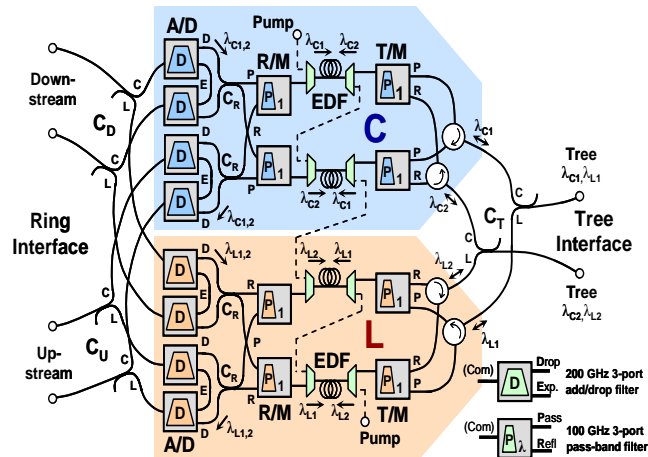 A/D
Pump
D
λC1,2
R/M
λC1
λC2
T/M
D
C
L
Down-
stream
E
CR
P
P
1
EDF
P
1
P
R
D
C
L
CD
D
D
R
C
λC1
D
CR
P
1
P
1
P
R
λC2
Tree
λC1,λL1
E
D
P
λC2
λC1
C
L
CT
Ring
Interface
D
λC1,2
C
L
Tree
Interface
D
λL1,2
λL2
λL1
λL2
D
E
CR
R
P
1
P
1
R
P
Tree
λC2,λL2
D
D
P
L
λL1
C
L
CU
D
D
CR
P
1
EDF
P
1
R
P
Up-
stream
C
L
E
R
R/M
λL1
λL2
T/M
D
D
λL1,2
A/D
Pump
(Com)
D
Drop
Exp.
200 GHz 3-port
add/drop filter
(Com)
P
λ
Pass
Refl
100 GHz 3-port
pass-band filter